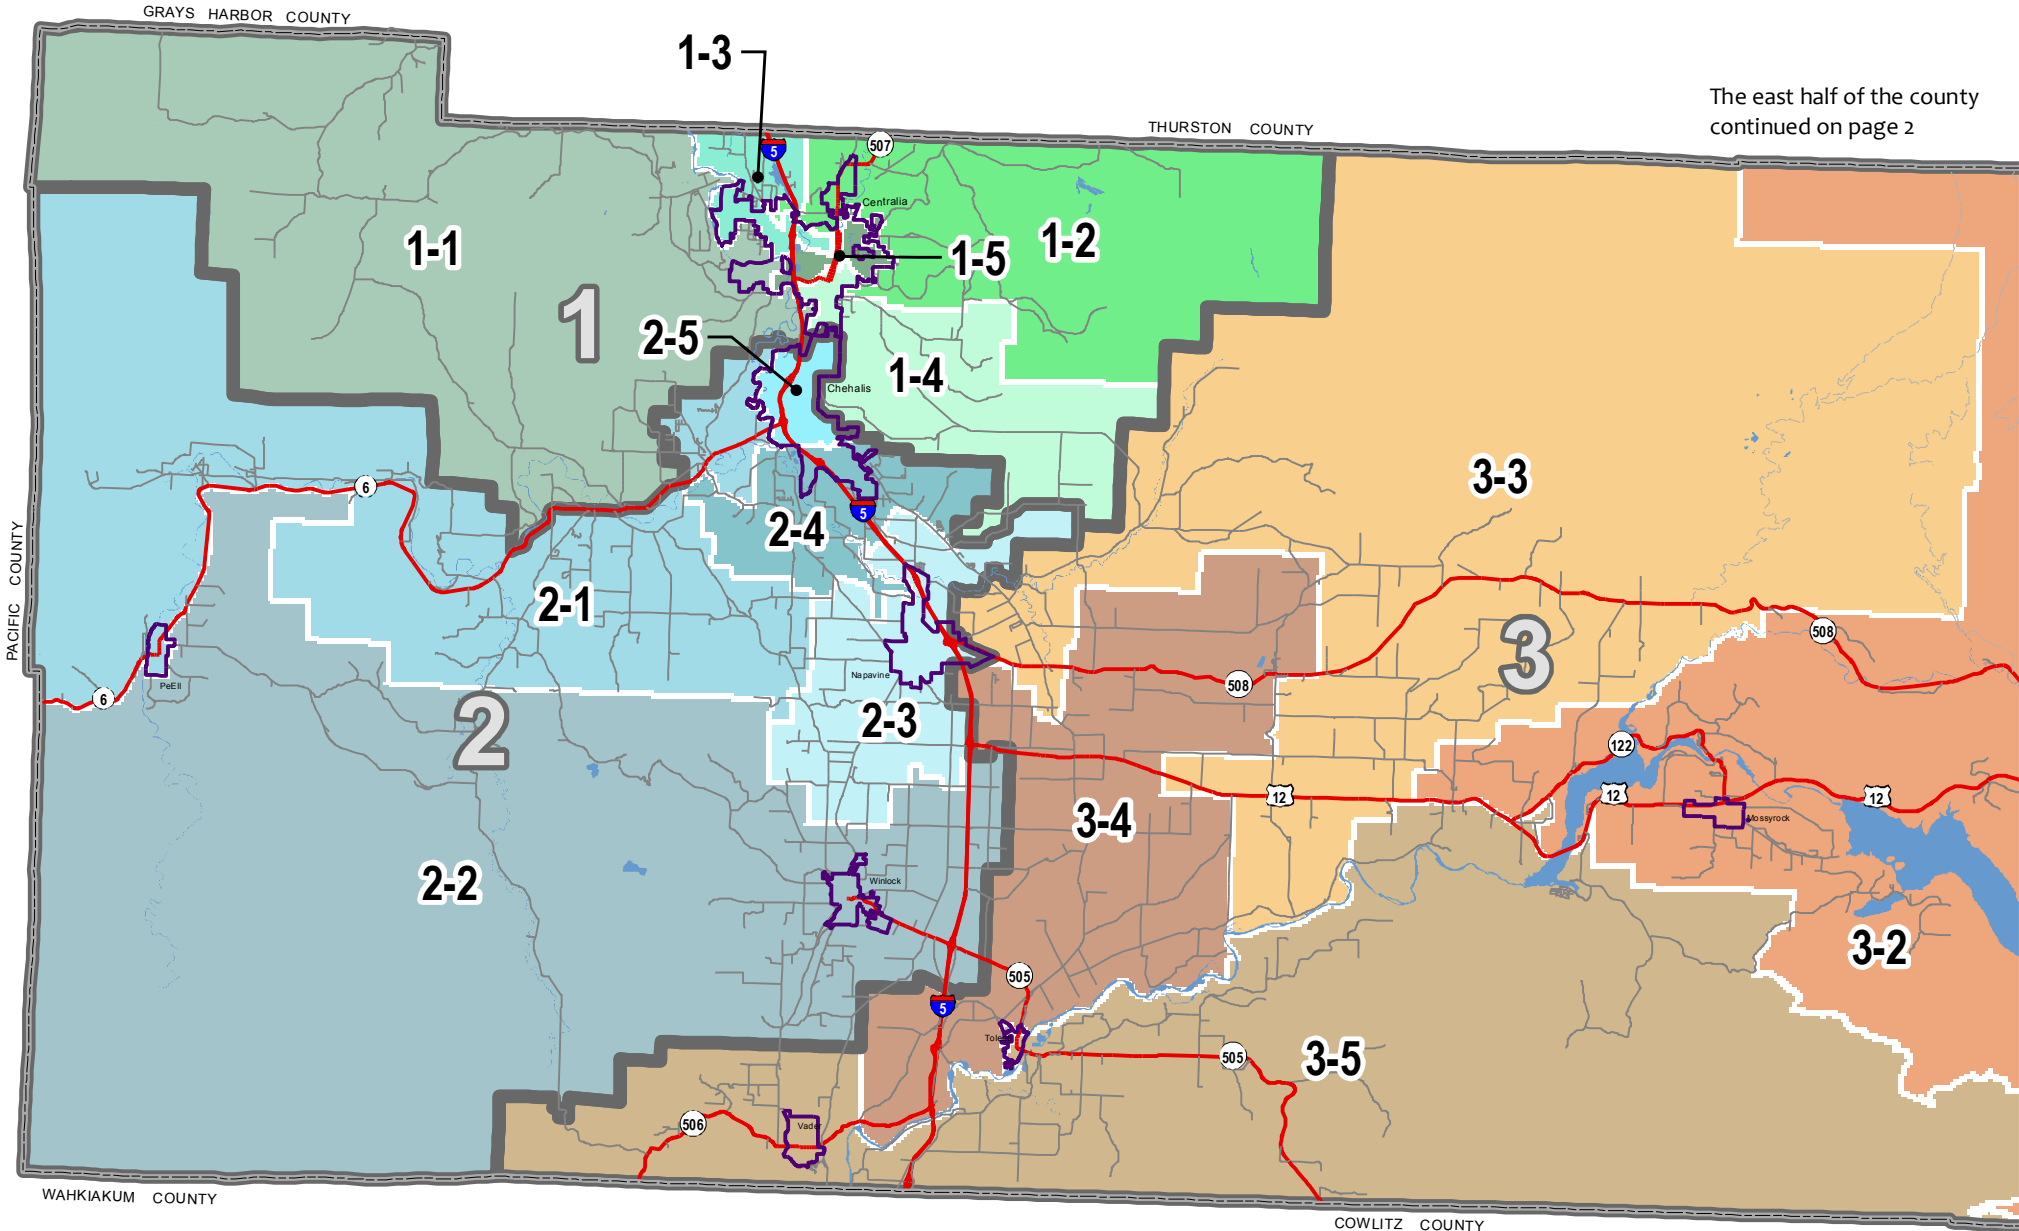 GRAYS HARBOR COUNTY
1-3
The east half of the county
continued on page 2
THURSTON COUNTY
5
507
Centralia
1-1
1-2
1-5
1
2-5
1-4
Chehalis
3-3
6
5
2-4
PACIFIC COUNTY
2-1
508
3
PeEll
Napavine
508
6
2
2-3
122
12
12
12
3-4
Mossyrock
2-2
Winlock
3-2
505
5
Tole
505
3-5
506
Vader
WAHKIAKUM COUNTY
COWLITZ COUNTY